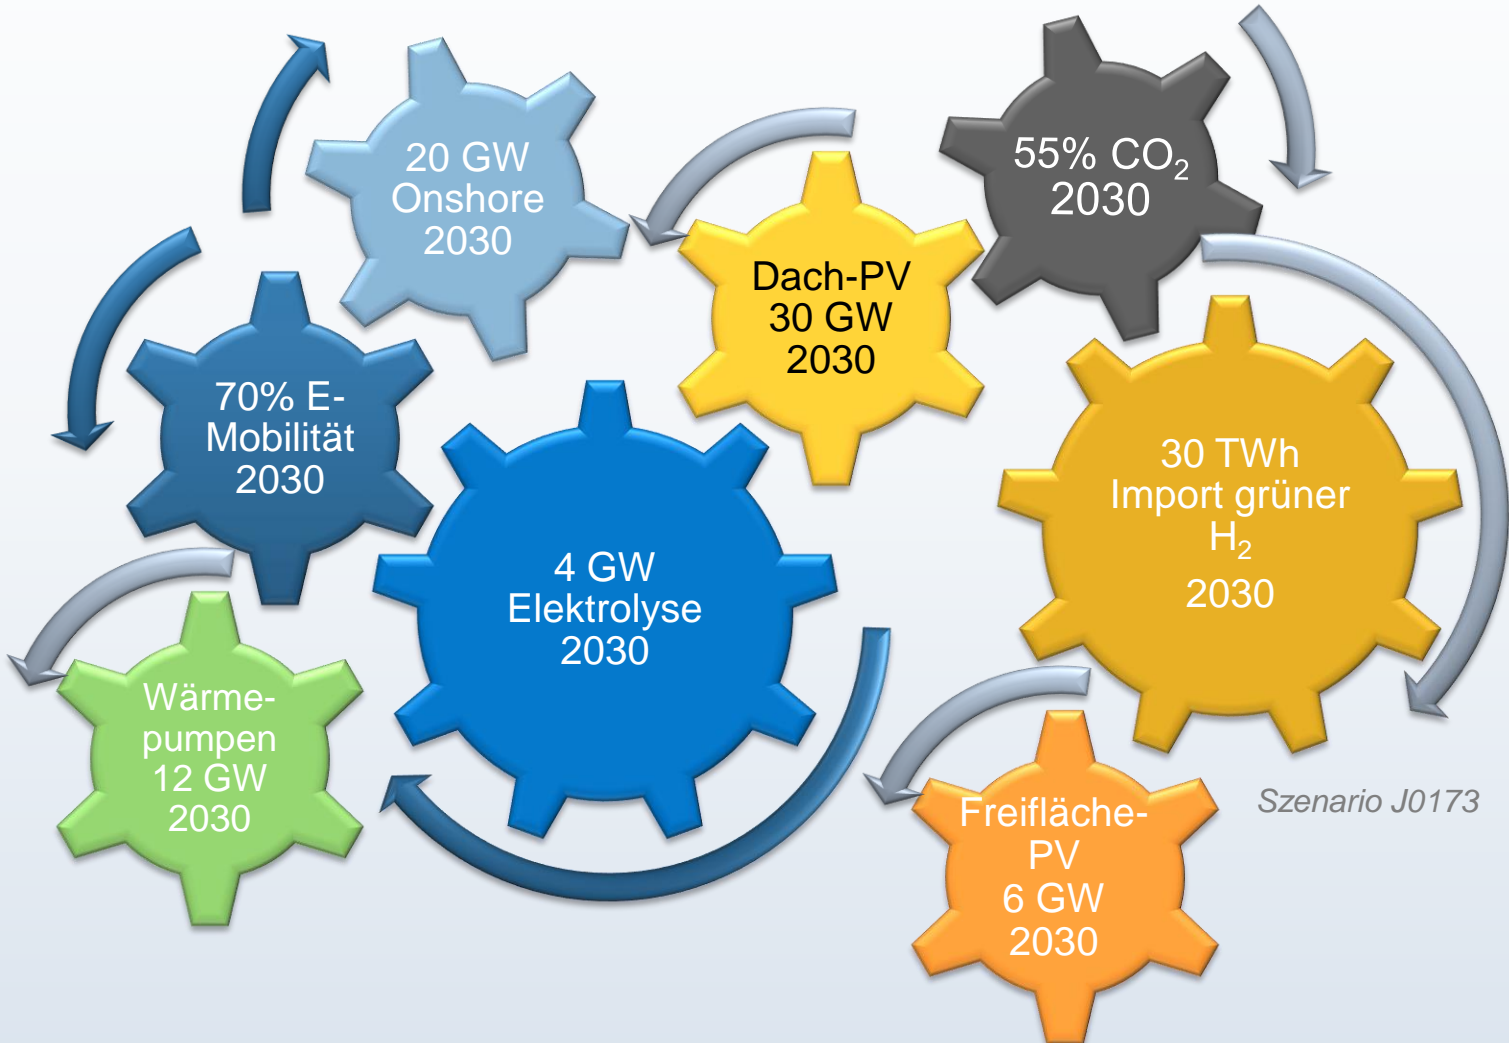 20 GW
Onshore
2030
55% CO₂
2030
Dach-PV
30 GW
2030
70% E-
Mobilität
2030
30 TWh
Import grüner
H₂
2030
4 GW
Elektrolyse
2030
Wärme-
pumpen
12 GW
2030
Freifläche-
PV
6 GW
2030
Szenario J0173